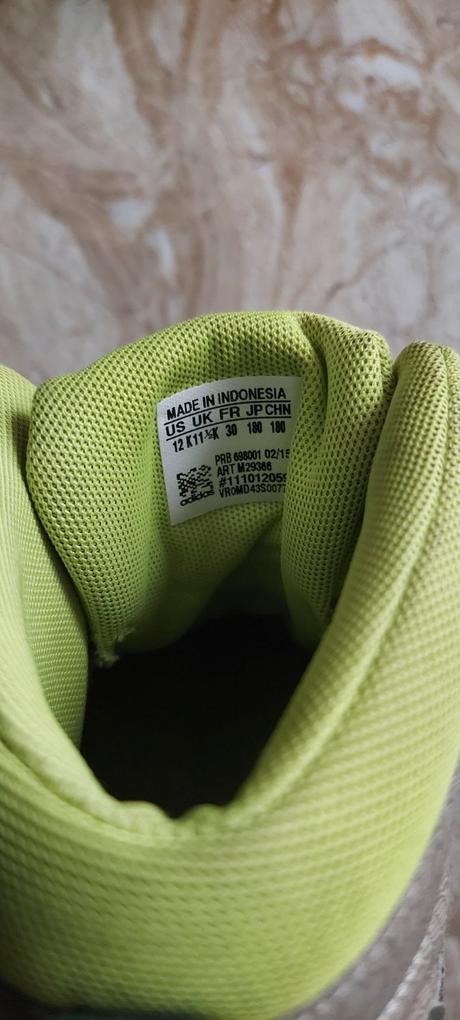 MADE IN INDONESIA
US UK FR JP CHN
12 K 11½K 30 180 180
PRB 698001 02/15
ART M29366
#111012059
adidas